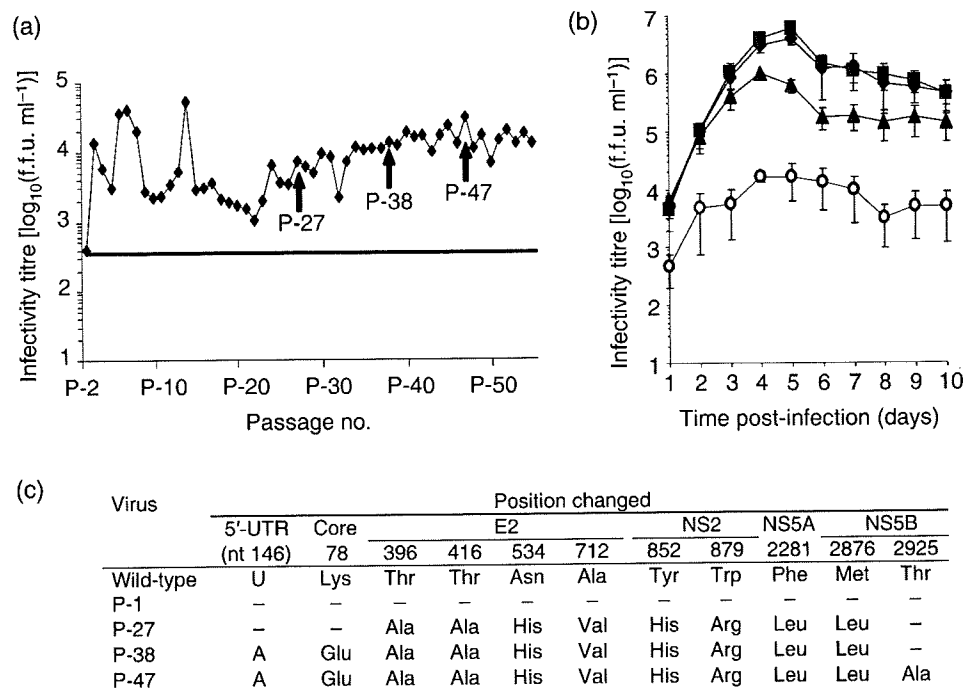 (a)
Infectivity titre [log10(f.f.u. ml−1)]
5
4
3
2
1
P-27
P-38
P-47
P-2
P-10
P-20
P-30
P-40
P-50
Passage no.
(b)
Infectivity titre [log10(f.f.u. ml−1)]
7
6
5
4
3
2
1
1 2 3 4 5 6 7 8 9 10
Time post-infection (days)
(c)
Virus Position changed
5′-UTR Core E2 NS2 NS5A NS5B
(nt 146) 78 396 416 534 712 852 879 2281 2876 2925
Wild-type U Lys Thr Thr Asn Ala Tyr Trp Phe Met Thr
P-1 – – – – – – – – – – –
P-27 – – Ala Ala His Val His Arg Leu Leu –
P-38 A Glu Ala Ala His Val His Arg Leu Leu –
P-47 A Glu Ala Ala His Val His Arg Leu Leu Ala